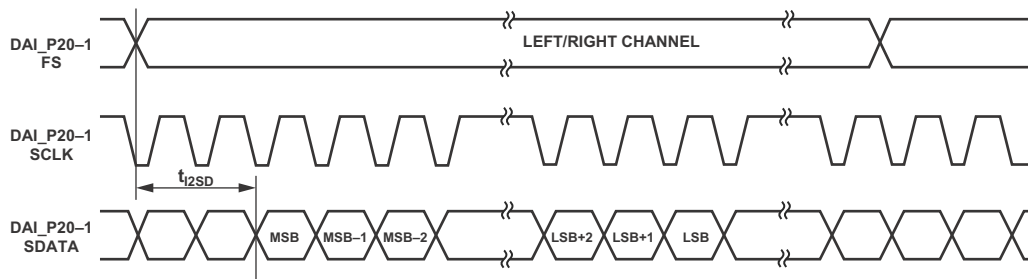 DAI_P20–1
FS
LEFT/RIGHT CHANNEL
DAI_P20–1
SCLK
tI2SD
DAI_P20–1
SDATA
MSB MSB–1 MSB–2 LSB+2 LSB+1 LSB